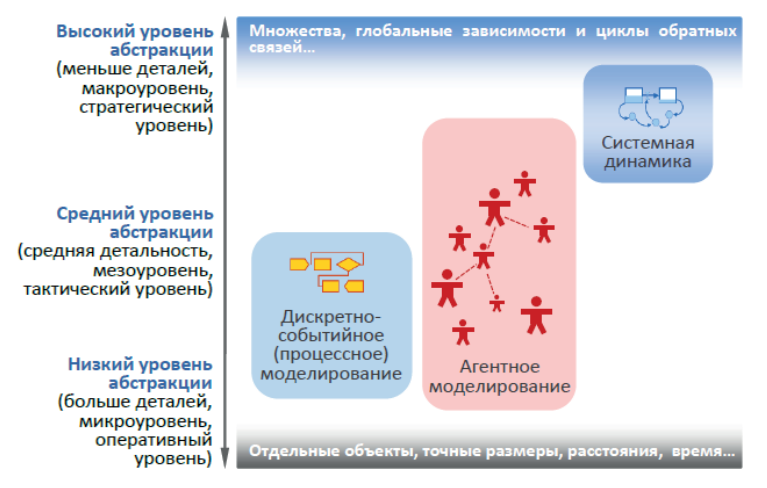 Высокий уровень
абстракции
(меньше деталей,
макроуровень,
стратегический
уровень)
Множества, глобальные зависимости и циклы обратных
связей...
Системная
динамика
Средний уровень
абстракции
(средняя детальность,
мезоуровень,
тактический уровень)
Дискретно-
событийное
(процессное)
моделирование
Агентное
моделирование
Низкий уровень
абстракции
(больше деталей,
микроуровень,
оперативный
уровень)
Отдельные объекты, точные размеры, расстояния, время...